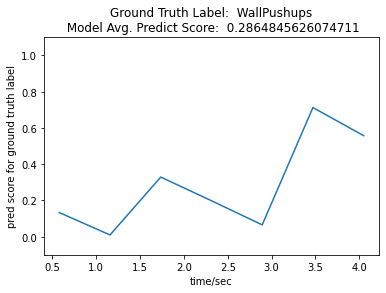 Ground Truth Label:  WallPushups
Model Avg. Predict Score:  0.2864845626074711
1.0
0.8
0.6
0.4
0.2
0.0
pred score for ground truth label
0.5 1.0 1.5 2.0 2.5 3.0 3.5 4.0
time/sec